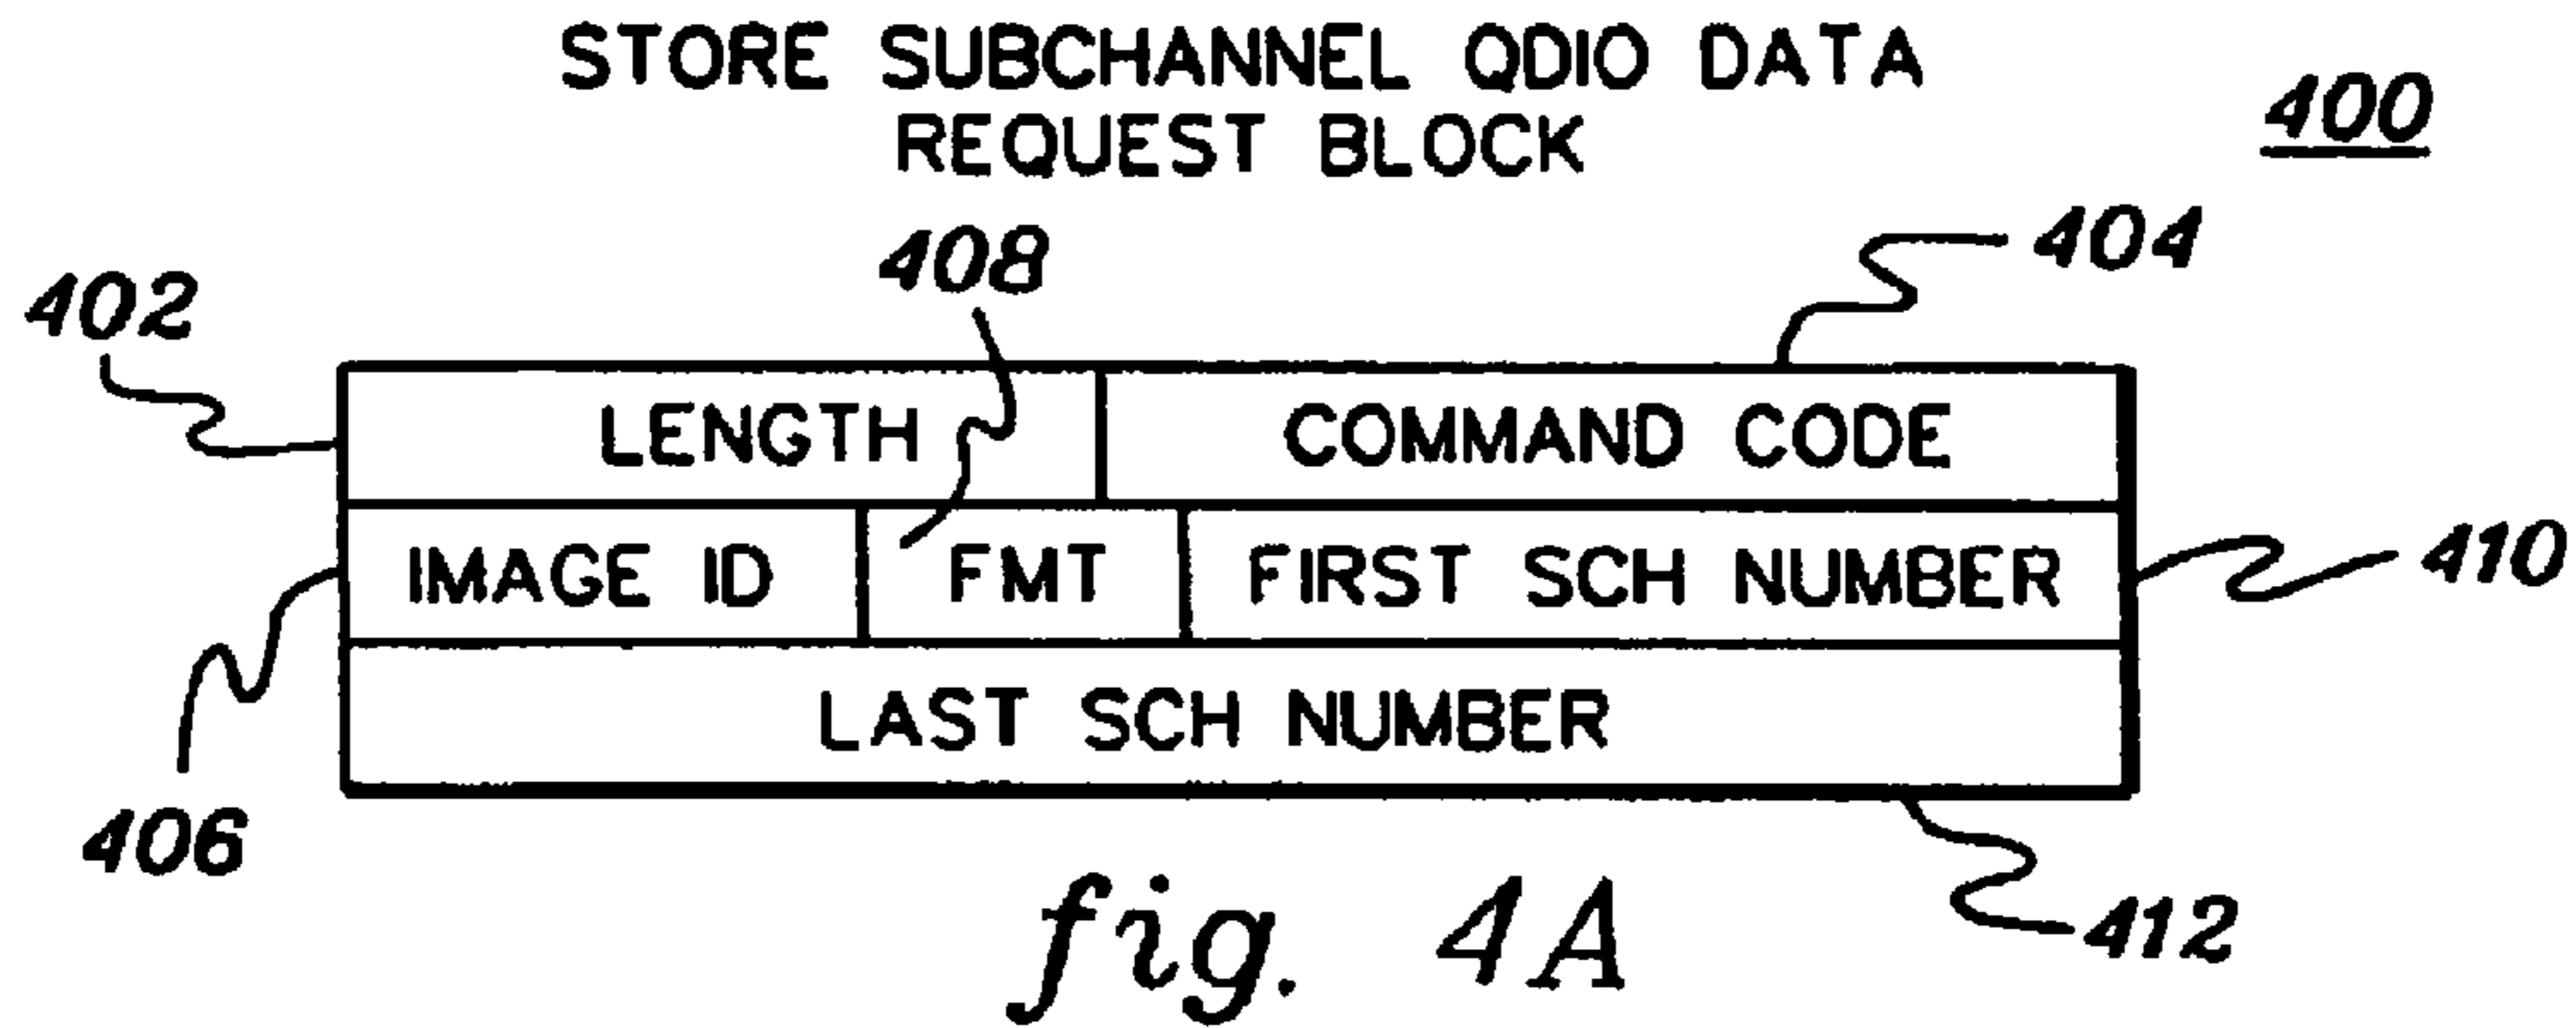 STORE SUBCHANNEL QDIO DATA
REQUEST BLOCK
400
404
408
402
LENGTH COMMAND CODE
IMAGE ID FMT FIRST SCH NUMBER
410
LAST SCH NUMBER
406
412
fig. 4A